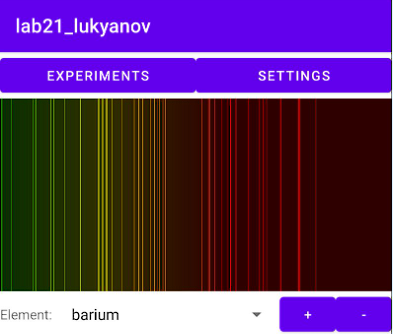 lab21_lukyanov
EXPERIMENTS SETTINGS
Element: barium + -